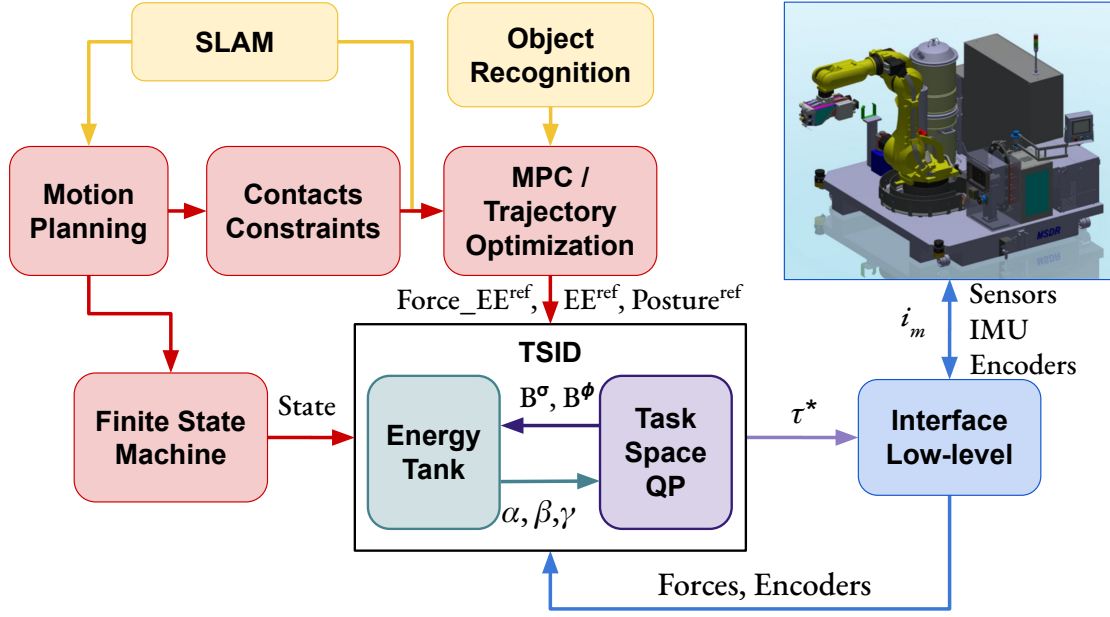 SLAM
Object
Recognition
Motion
Planning
Contacts
Constraints
MPC /
Trajectory
Optimization
MSDR
Force_EE^ref, EE^ref, Posture^ref
i_m
Sensors
IMU
Encoders
TSID
Finite State
Machine
State
Energy
Tank
B^σ, B^ϕ
α, β,γ
Task
Space
QP
τ*
Interface
Low-level
Forces, Encoders